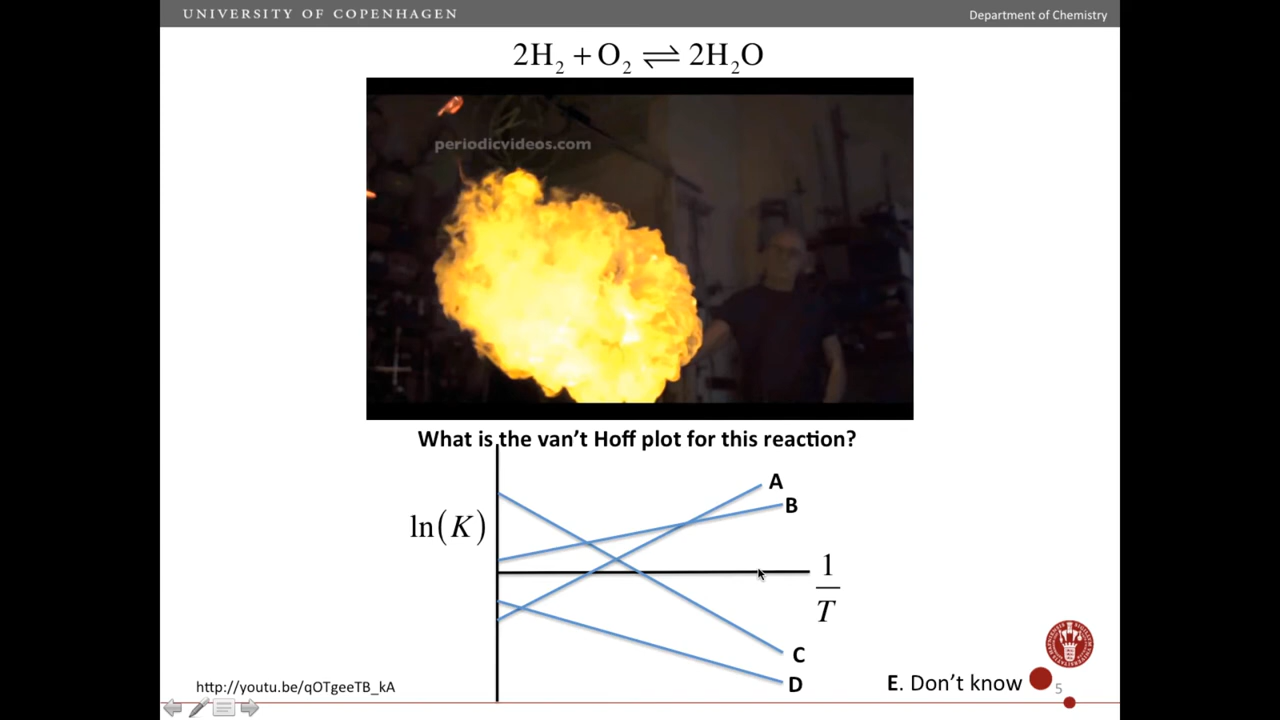 UNIVERSITY OF COPENHAGEN
Department of Chemistry
2H₂ + O₂ ⇌ 2H₂O
periodicvideos.com
What is the van’t Hoff plot for this reaction?
A
B
ln(K)
1
T
C
D
E. Don’t know
5
http://youtu.be/qOTgeeTB_kA